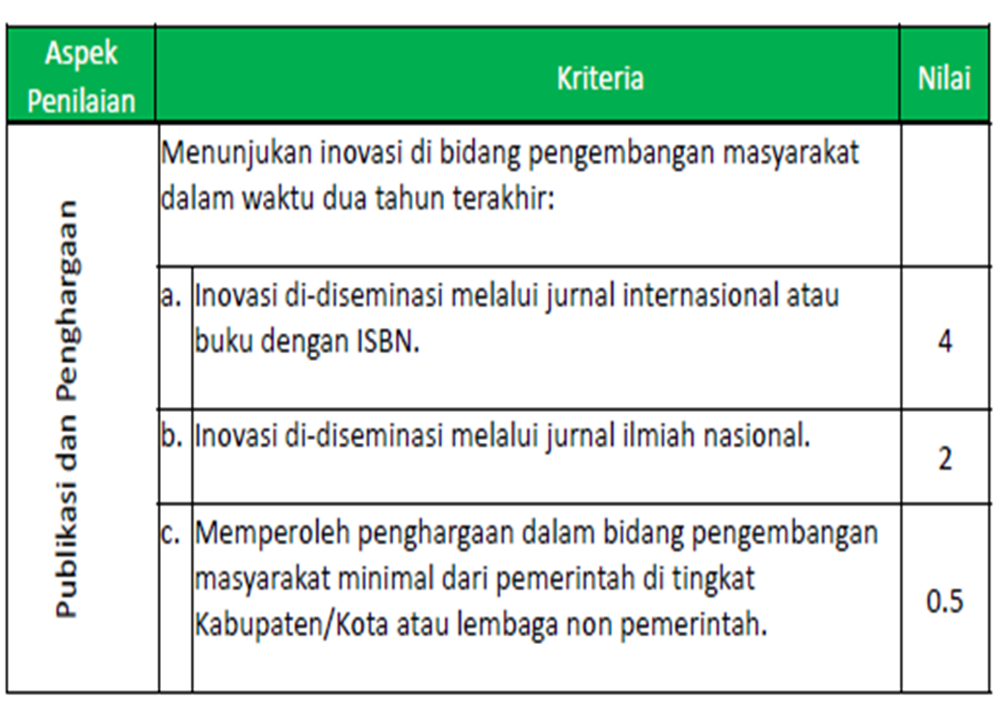 Aspek
Penilaian
Kriteria
Nilai
Publikasi dan Penghargaan
Menunjukan inovasi di bidang pengembangan masyarakat
dalam waktu dua tahun terakhir:
a. Inovasi di-diseminasi melalui jurnal internasional atau
buku dengan ISBN.
4
b. Inovasi di-diseminasi melalui jurnal ilmiah nasional.
2
c. Memperoleh penghargaan dalam bidang pengembangan
masyarakat minimal dari pemerintah di tingkat
Kabupaten/Kota atau lembaga non pemerintah.
0.5